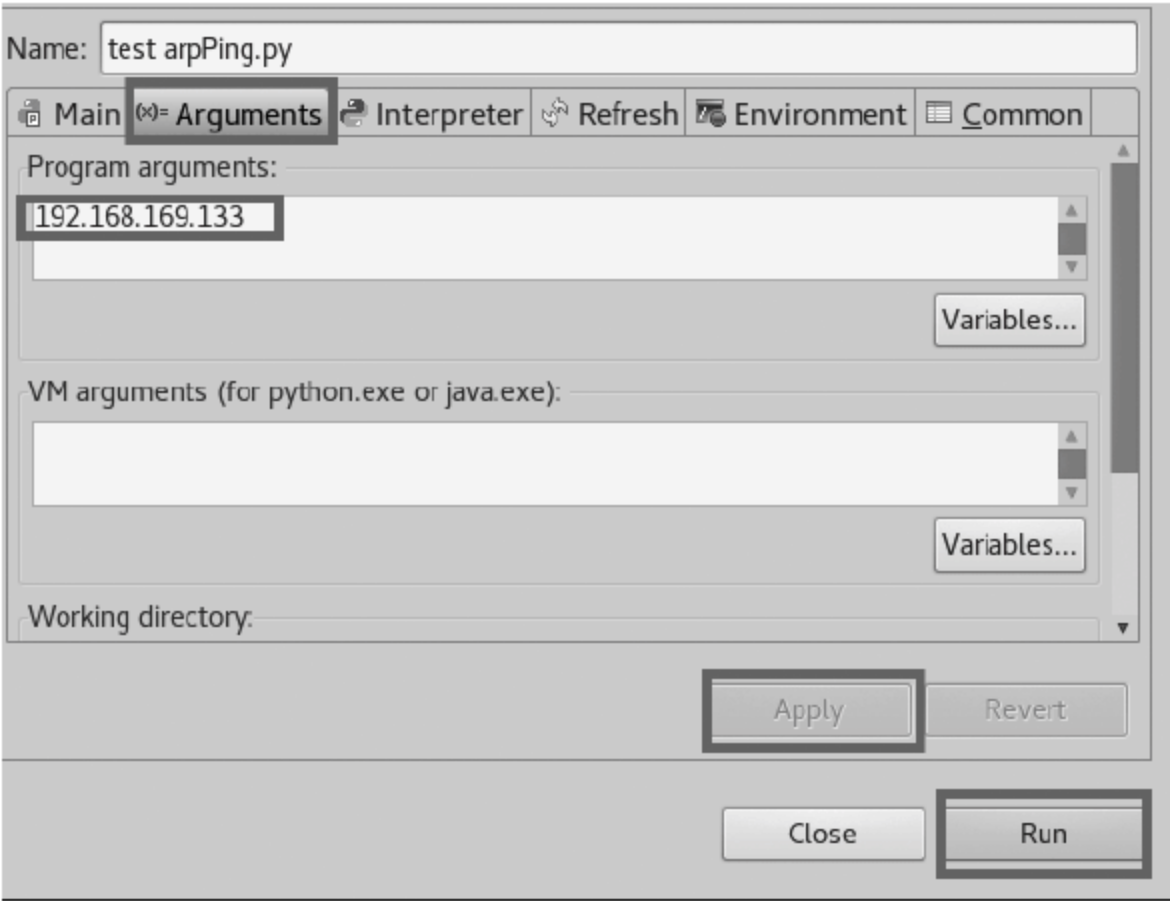 Name: test arpPing.py
Main (x)= Arguments Interpreter Refresh Environment Common
Program arguments:
192.168.169.133
Variables...
VM arguments (for python.exe or java.exe):
Variables...
Working directory:
Apply Revert
Close Run